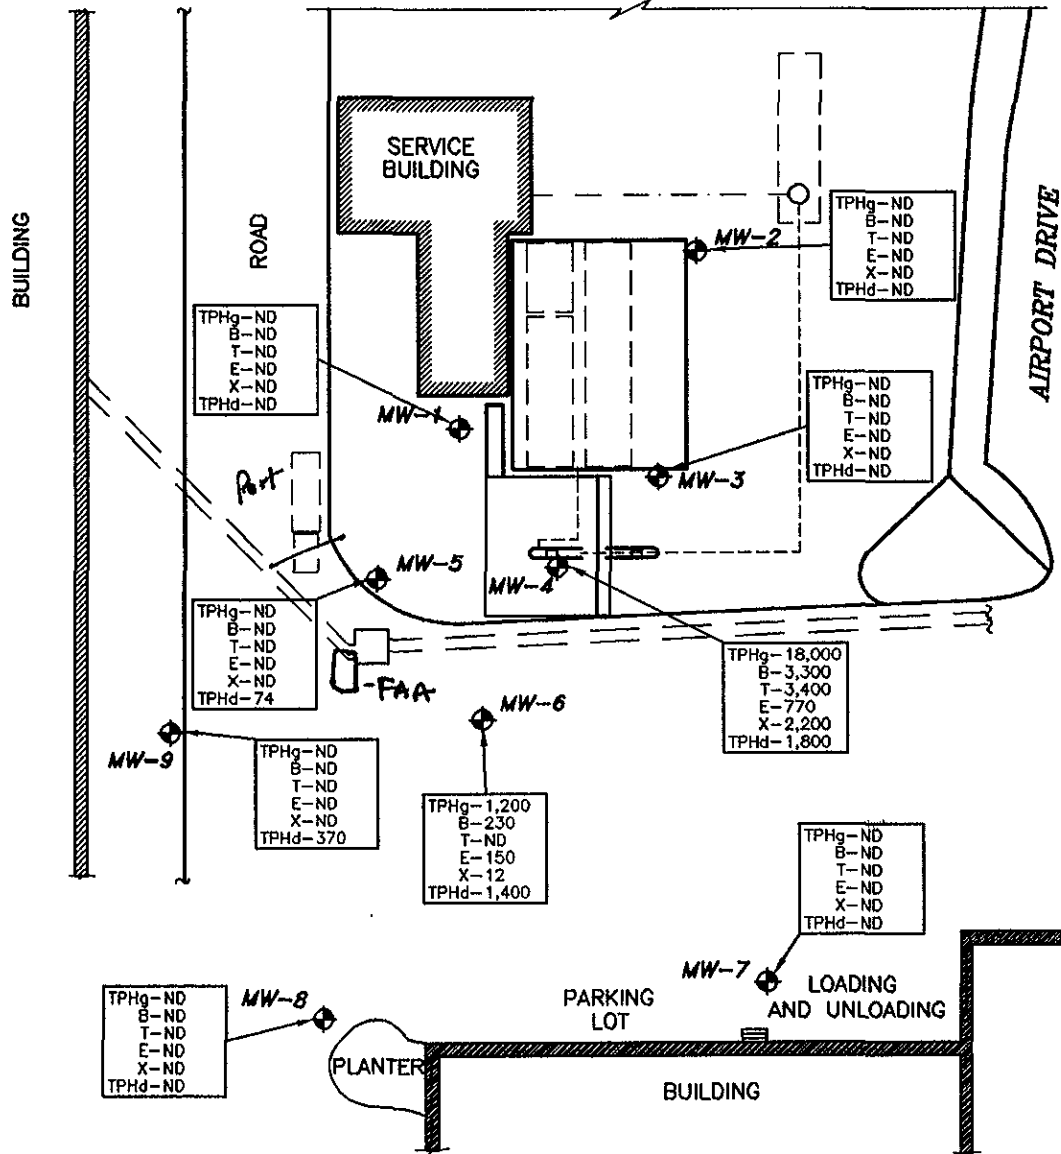 SERVICE
BUILDING
BUILDING
ROAD
AIRPORT DRIVE
MW-2
TPHg-ND
B-ND
T-ND
E-ND
X-ND
TPHd-ND
TPHg-ND
B-ND
T-ND
E-ND
X-ND
TPHd-ND
MW-1
TPHg-ND
B-ND
T-ND
E-ND
X-ND
TPHd-ND
MW-3
Port
MW-5
MW-4
TPHg-ND
B-ND
T-ND
E-ND
X-ND
TPHd-74
TPHg-18,000
B-3,300
T-3,400
E-770
X-2,200
TPHd-1,800
-FAA
MW-6
MW-9
TPHg-ND
B-ND
T-ND
E-ND
X-ND
TPHd-370
TPHg-1,200
B-230
T-ND
E-150
X-12
TPHd-1,400
TPHg-ND
B-ND
T-ND
E-ND
X-ND
TPHd-ND
MW-7
LOADING
AND UNLOADING
PARKING
LOT
TPHg-ND
B-ND
T-ND
E-ND
X-ND
TPHd-ND
MW-8
PLANTER
BUILDING